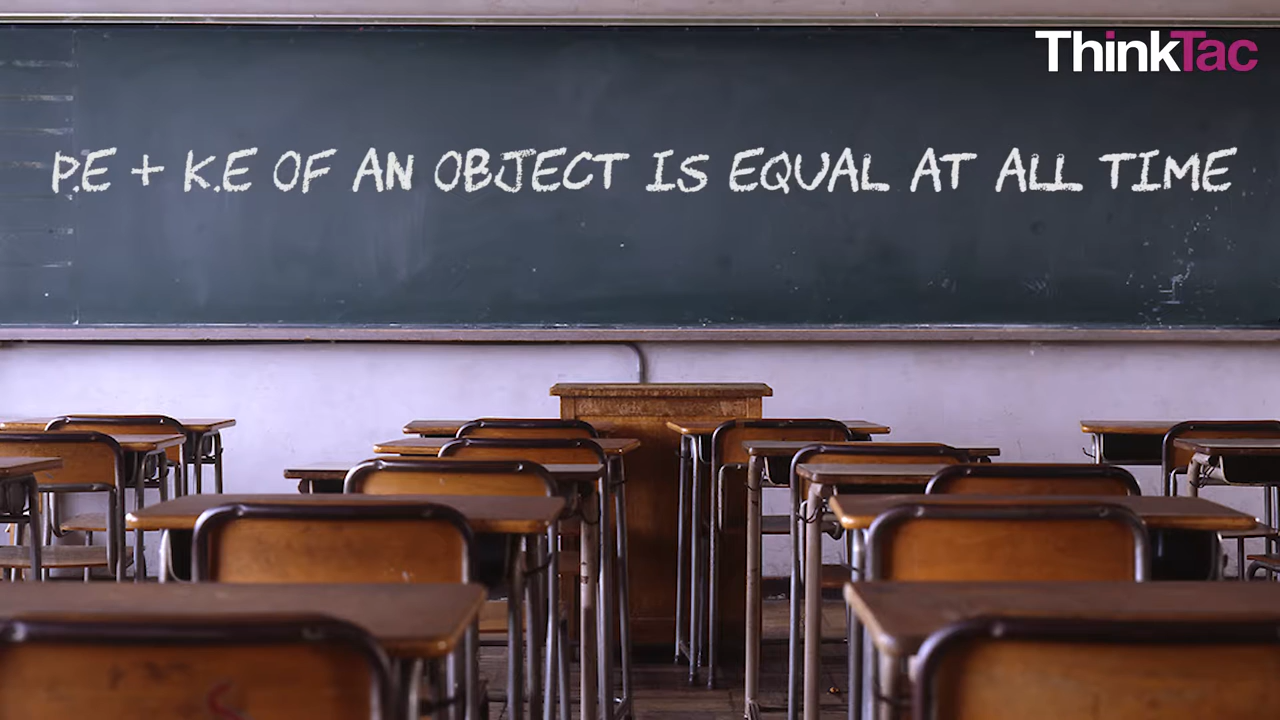 ThinkTac
P.E + K.E OF AN OBJECT IS EQUAL AT ALL TIME